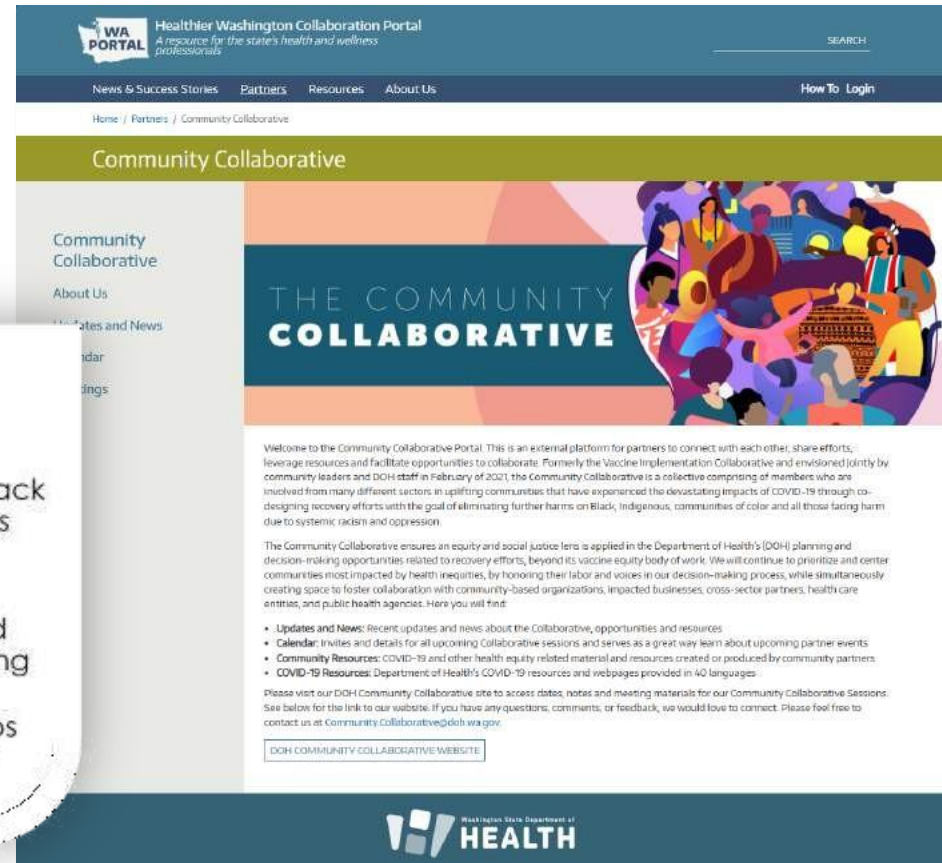 WA
PORTAL
Healthier Washington Collaboration Portal
A resource for the state's health and wellness
professionals
SEARCH
News & Success Stories Partners Resources About Us How To Login
Home / Partners / Community Collaborative
Community Collaborative
Community
Collaborative
About Us
and News
THE COMMUNITY
COLLABORATIVE
Welcome to the Community Collaborative Portal. This is an external platform for partners to connect with each other, share efforts,
leverage resources and facilitate opportunities to collaborate. Formerly the Vaccine Implementation Collaborative and envisioned jointly by
community leaders and DOH staff in February of 2021, the Community Collaborative is a collective comprising of members who are
involved from many different sectors in uplifting communities that have experienced the devastating impacts of COVID-19 through co-
designing recovery efforts with the goal of eliminating further harms on Black, Indigenous, communities of color and all those facing harm
due to systemic racism and oppression.
The Community Collaborative ensures an equity and social justice lens is applied in the Department of Health's (DOH) planning and
decision-making opportunities related to recovery efforts, beyond its vaccine equity body of work. We will continue to prioritize and center
communities most impacted by health inequities, by honoring their labor and voices in our decision-making process, while simultaneously
creating space to foster collaboration with community-based organizations, impacted businesses, cross-sector partners, health care
entities, and public health agencies. Here you will find:
• Updates and News: Recent updates and news about the Collaborative, opportunities and resources
• Calendar: Invites and details for all upcoming Collaborative sessions and serves as a great way learn about upcoming partner events
• Community Resources: COVID-19 and other health equity related material and resources created or produced by community partners
• COVID-19 Resources: Department of Health's COVID-19 resources and webpages provided in 40 languages
Please visit our DOH Community Collaborative site to access dates, notes and meeting materials for our Community Collaborative Sessions.
See below for the link to our website. If you have any questions, comments, or feedback, we would love to connect. Please feel free to
contact us at Community.Collaborative@doh.wa.gov.
DOH COMMUNITY COLLABORATIVE WEBSITE
Washington State Department of
HEALTH